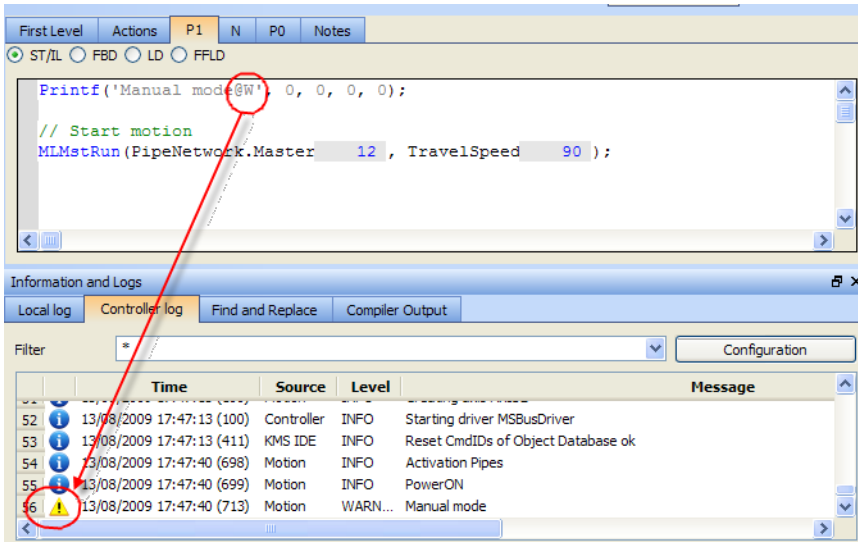 First Level Actions P1 N P0 Notes
ST/IL FBD LD FFLD
Printf('Manual mode@W', 0, 0, 0, 0);
// Start motion
MLMstRun(PipeNetwork.Master 12 , TravelSpeed 90 );
Information and Logs
Local log Controller log Find and Replace Compiler Output
Filter * Configuration
Time Source Level Message
52 13/08/2009 17:47:13 (100) Controller INFO Starting driver MSBusDriver
53 13/08/2009 17:47:13 (411) KMS IDE INFO Reset CmdIDs of Object Database ok
54 13/08/2009 17:47:40 (698) Motion INFO Activation Pipes
55 13/08/2009 17:47:40 (699) Motion INFO PowerON
56 13/08/2009 17:47:40 (713) Motion WARN... Manual mode